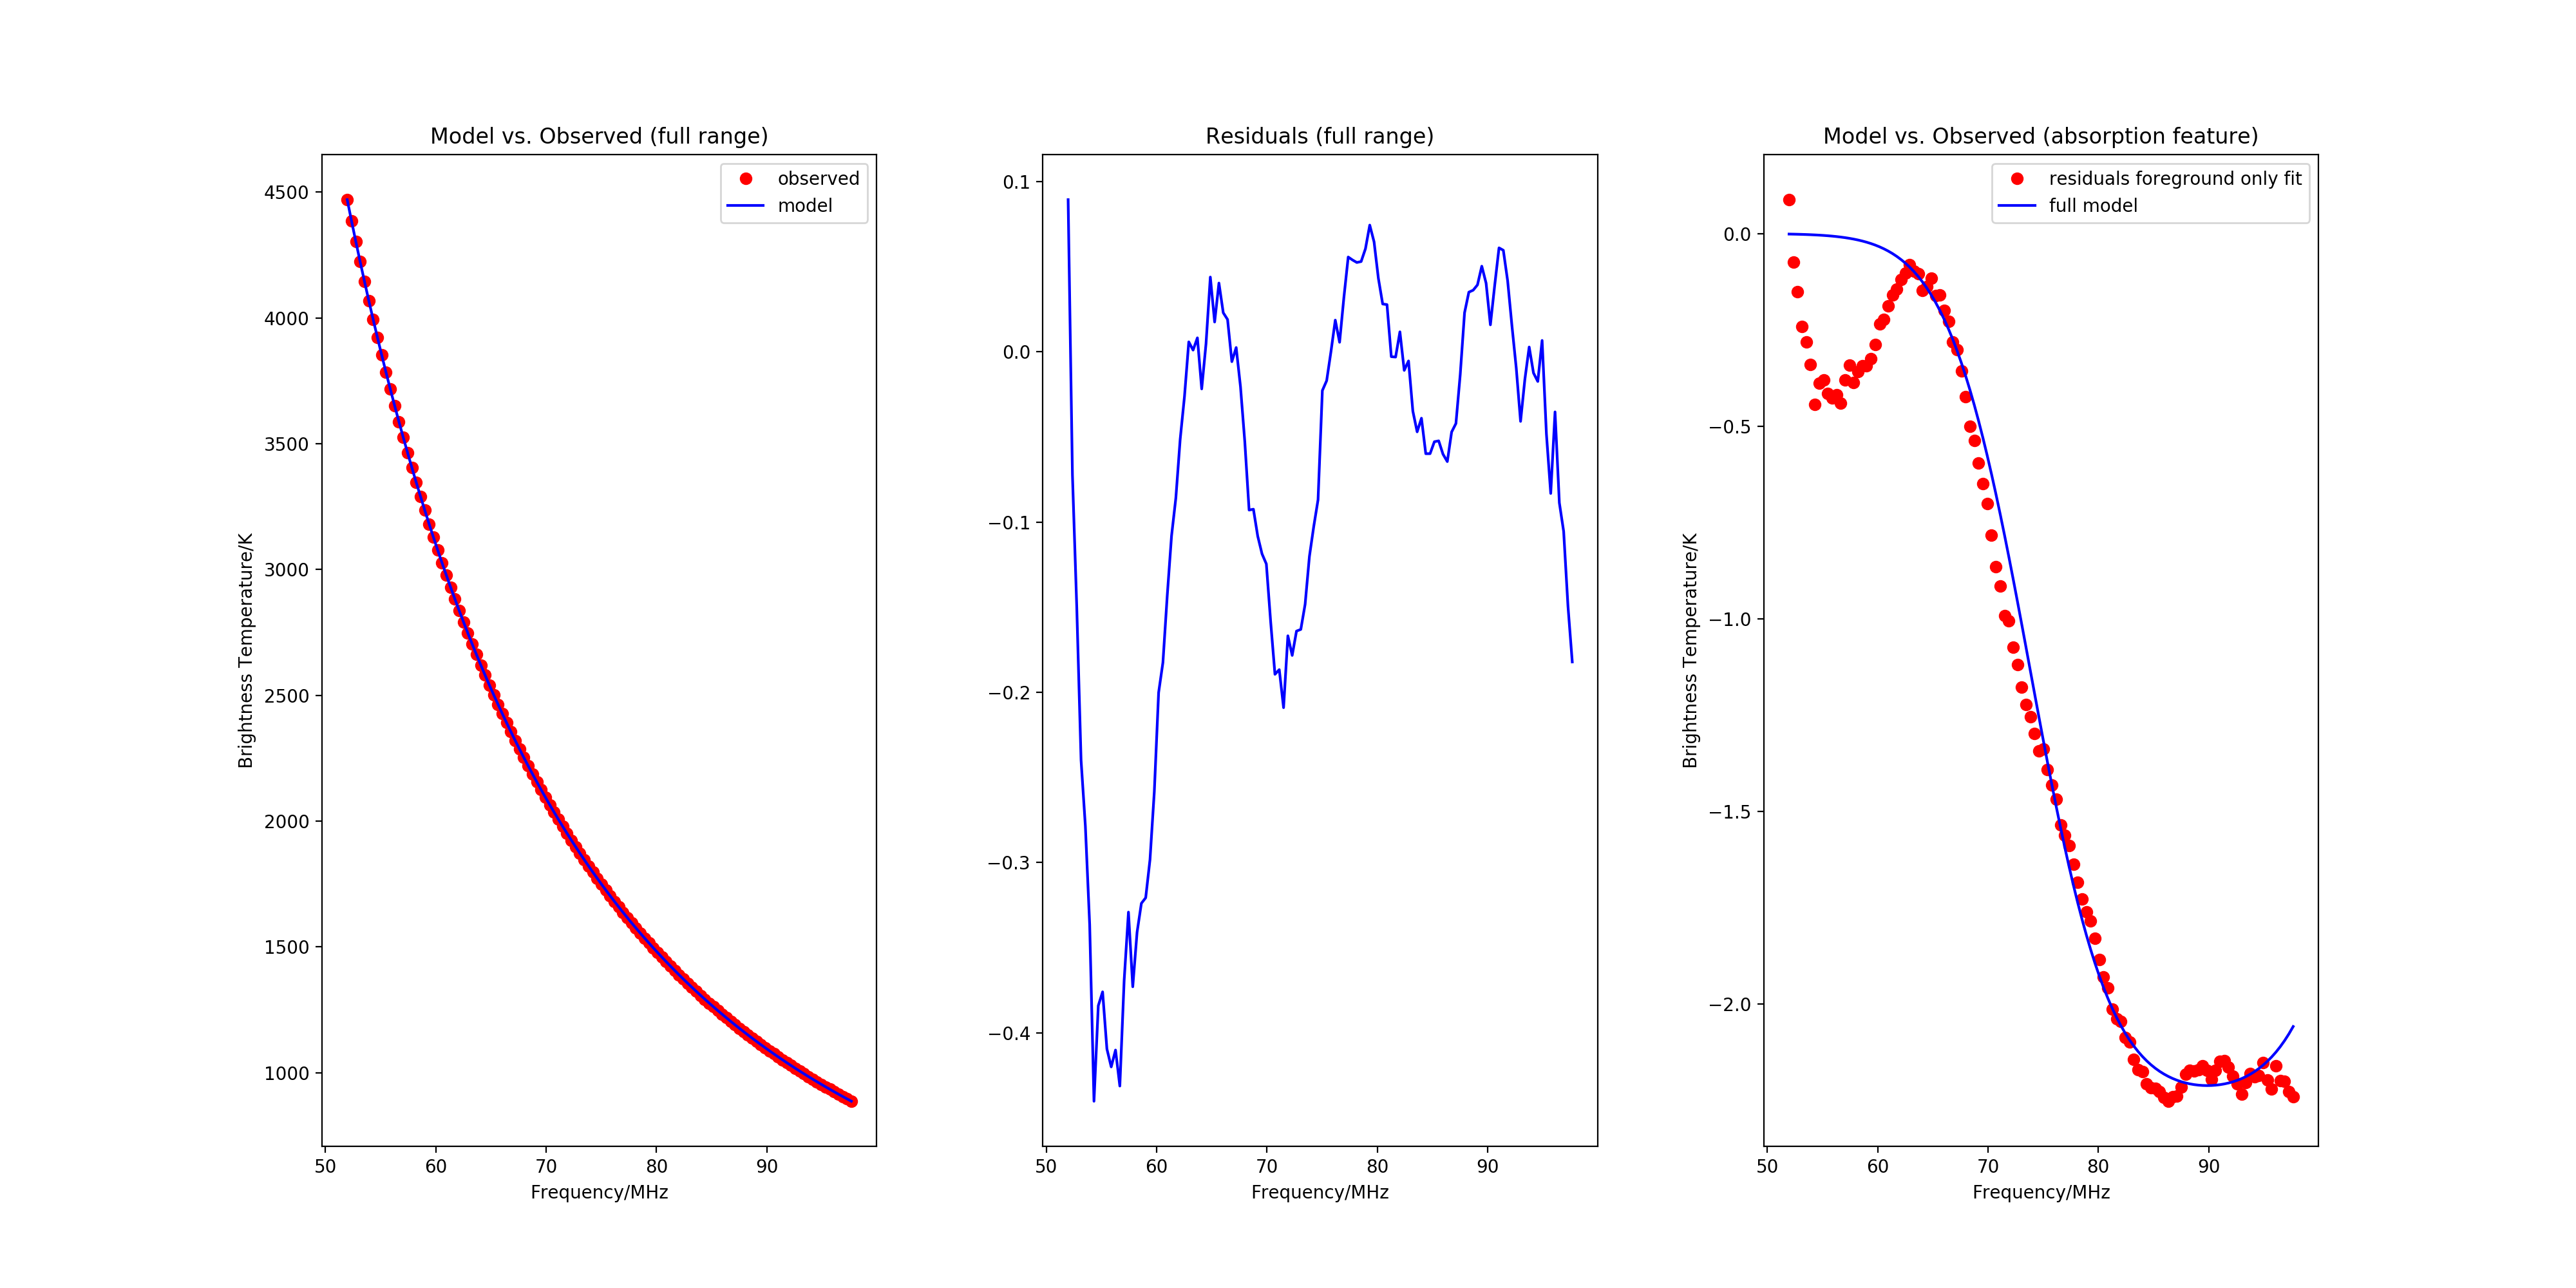 Model vs. Observed (full range)
observed
model
4500
4000
3500
3000
2500
2000
1500
1000
50 60 70 80 90
Frequency/MHz
Brightness Temperature/K
Residuals (full range)
0.1
0.0
−0.1
−0.2
−0.3
−0.4
50 60 70 80 90
Frequency/MHz
Model vs. Observed (absorption feature)
residuals foreground only fit
full model
0.0
−0.5
−1.0
−1.5
−2.0
50 60 70 80 90
Frequency/MHz
Brightness Temperature/K